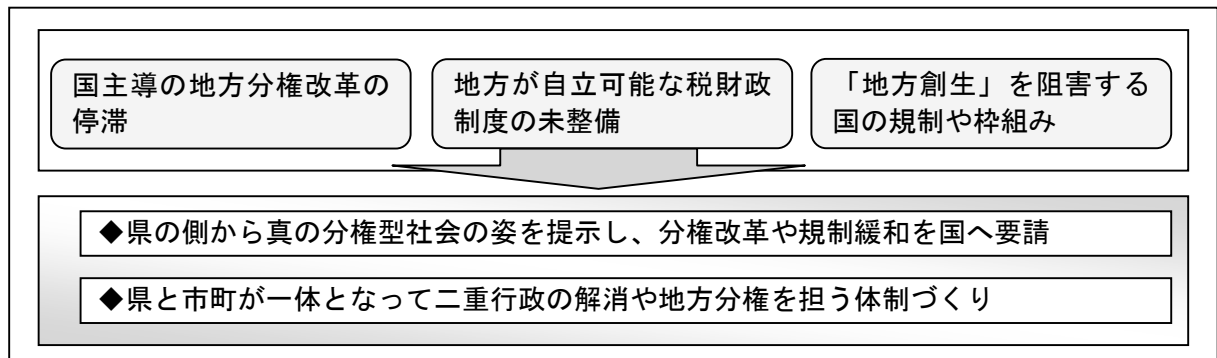 国主導の地方分権改革の
停滞
地方が自立可能な税財政
制度の未整備
「地方創生」を阻害する
国の規制や枠組み
◆県の側から真の分権型社会の姿を提示し、分権改革や規制緩和を国へ要請
◆県と市町が一体となって二重行政の解消や地方分権を担う体制づくり